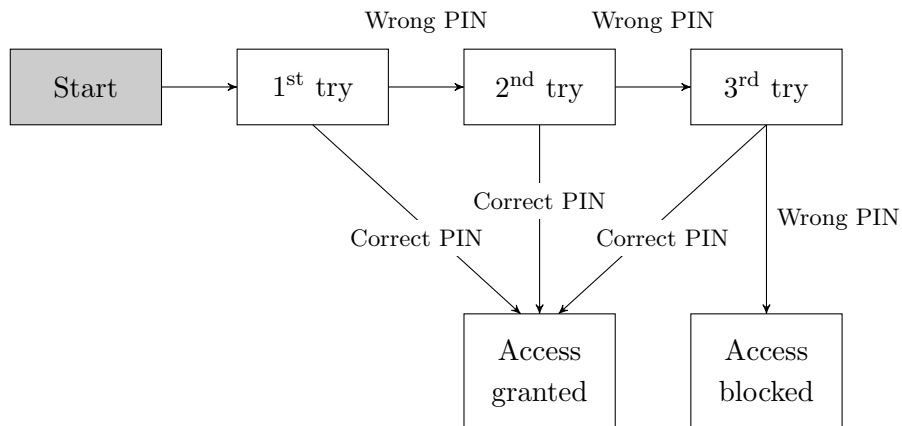 Wrong PIN
Wrong PIN
Start
1st try
2nd try
3rd try
Correct PIN
Wrong PIN
Correct PIN
Correct PIN
Access
granted
Access
blocked